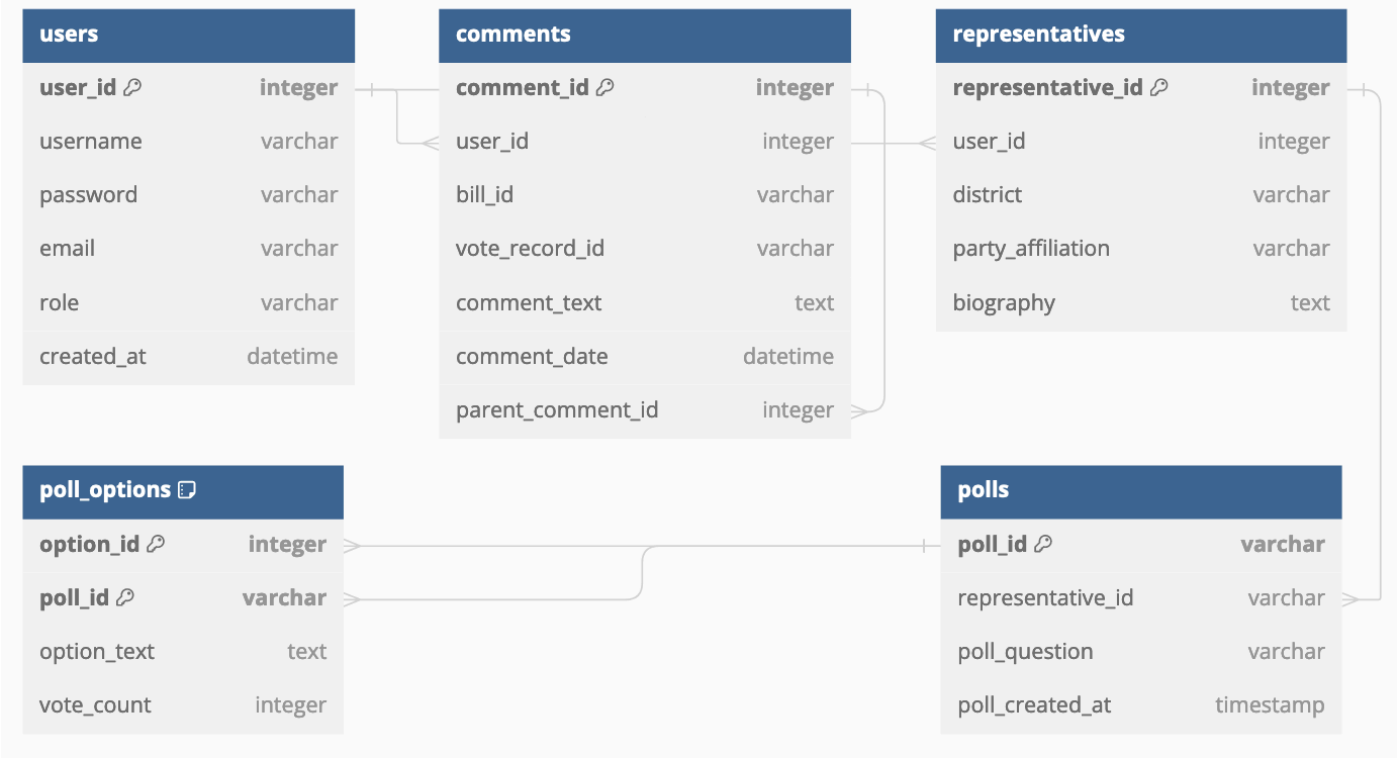 users
user_id integer
username varchar
password varchar
email varchar
role varchar
created_at datetime
comments
comment_id integer
user_id integer
bill_id varchar
vote_record_id varchar
comment_text text
comment_date datetime
parent_comment_id integer
representatives
representative_id integer
user_id integer
district varchar
party_affiliation varchar
biography text
poll_options
option_id integer
poll_id varchar
option_text text
vote_count integer
polls
poll_id varchar
representative_id varchar
poll_question varchar
poll_created_at timestamp